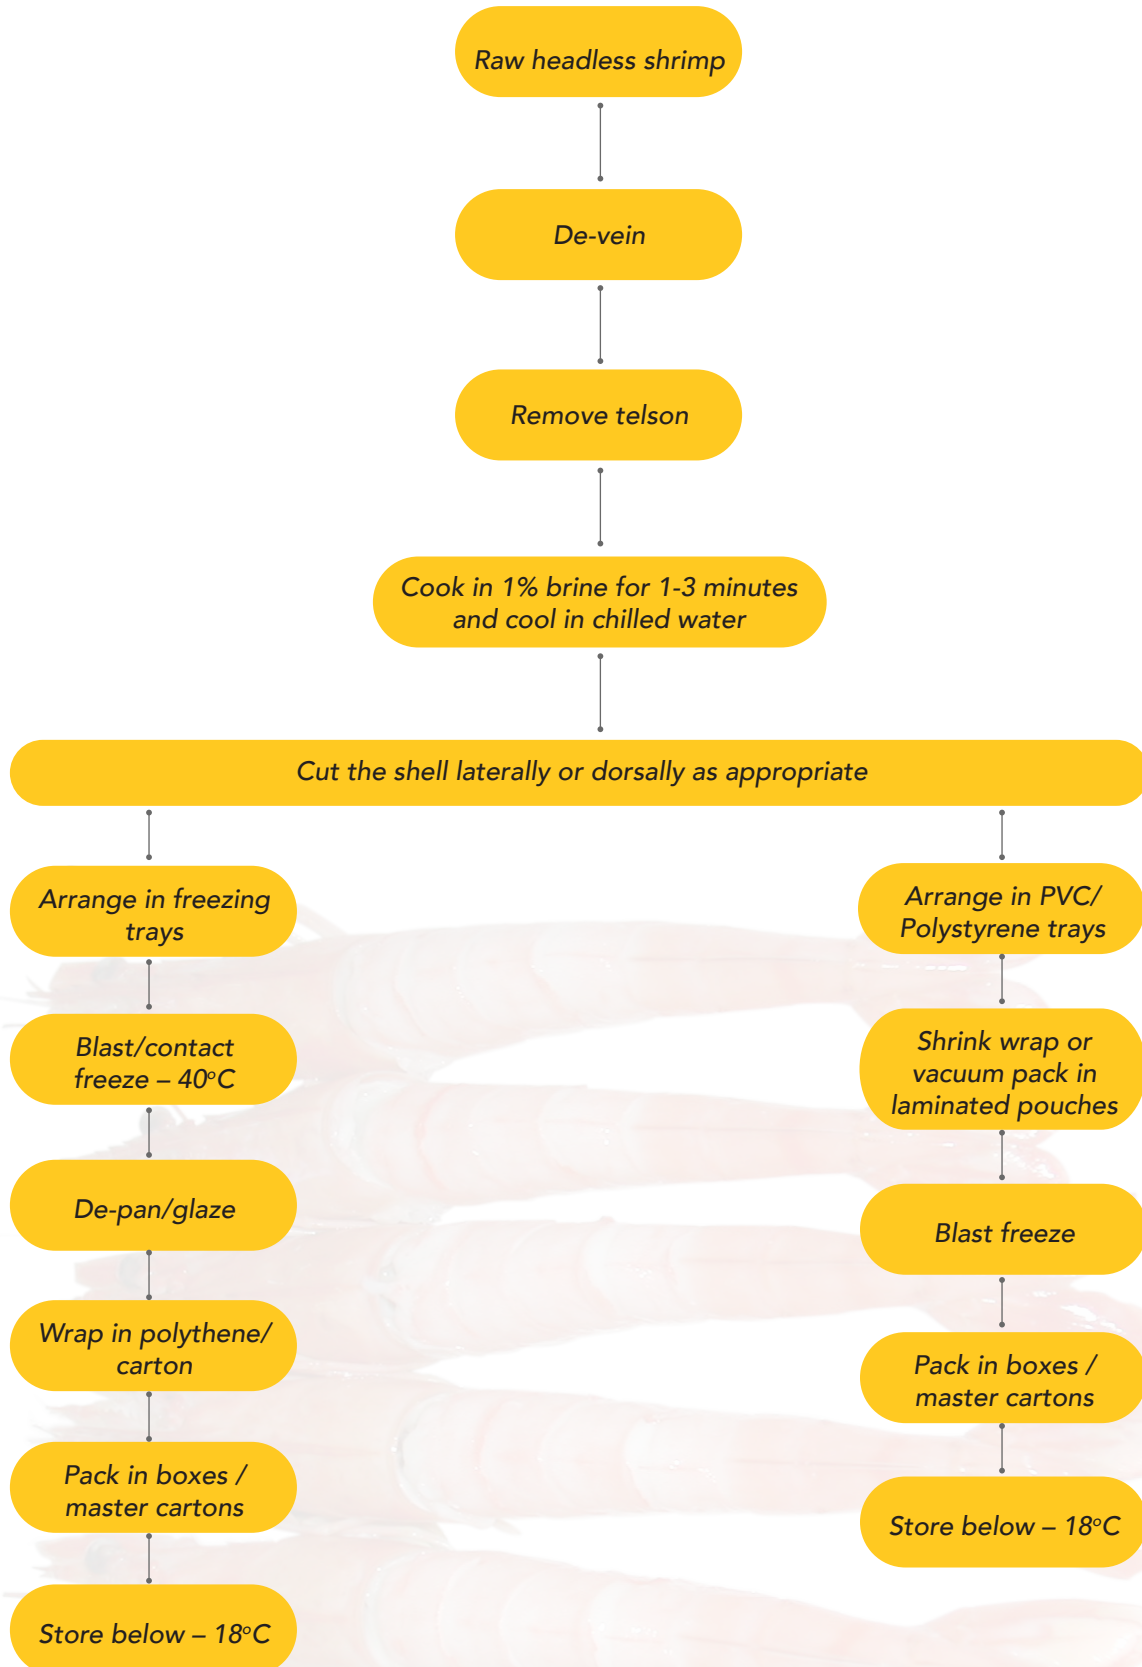 Raw headless shrimp
De-vein
Remove telson
Cook in 1% brine for 1-3 minutes
and cool in chilled water
Cut the shell laterally or dorsally as appropriate
Arrange in freezing
trays
Blast/contact
freeze – 40°C
De-pan/glaze
Wrap in polythene/
carton
Pack in boxes /
master cartons
Store below – 18°C
Arrange in PVC/
Polystyrene trays
Shrink wrap or
vacuum pack in
laminated pouches
Blast freeze
Pack in boxes /
master cartons
Store below – 18°C